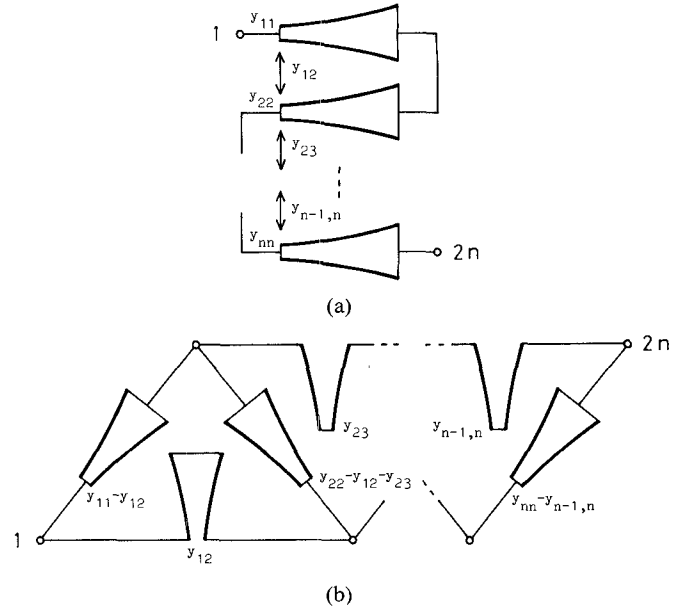 y11
1
y12
y22
y23
yn-1,n
ynn
2n
(a)
2n
y23
yn-1,n
y11-y12
y22-y12-y23
ynn-yn-1,n
1
y12
(b)